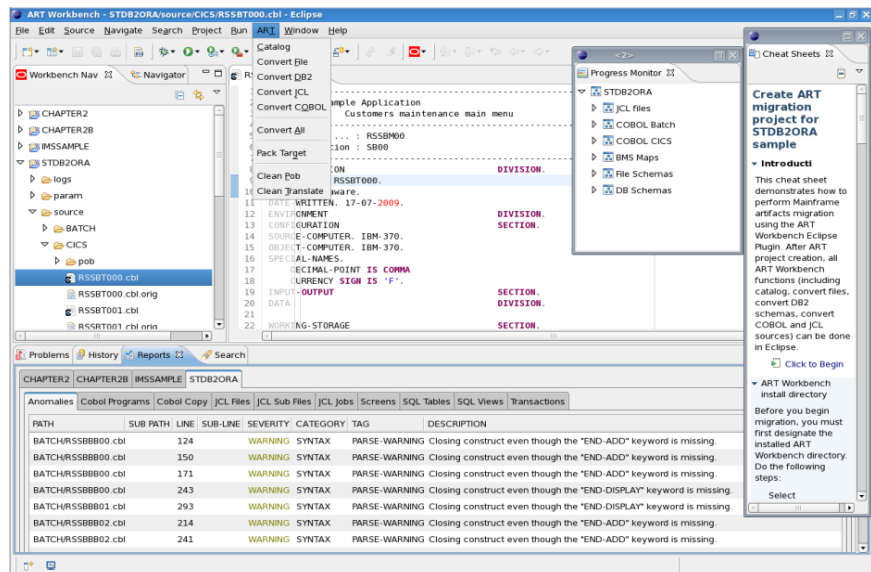 ART Workbench - STDB2ORA/source/CICS/RSSBT000.cbl - Eclipse
File Edit Source Navigate Search Project Run ART Window Help
Catalog
Convert File
Convert DB2
Convert JCL
Convert COBOL
Convert All
Pack Target
Clean Pob
Clean Translate
Workbench Nav
Navigator
CHAPTER2
CHAPTER2B
IMSSAMPLE
STDB2ORA
logs
param
source
BATCH
CICS
pob
RSSBT000.cbl
RSSBT000.cbl.orig
RSSBT001.cbl
RSSBT001.cbl.orig
mple Application
Customers maintenance main menu
... : RSSBM00
tion : SB00
ON DIVISION.
RSSBT000.
aware.
11 DATE-WRITTEN. 17-07-2009.
12 ENVIRONMENT DIVISION.
13 CONFIGURATION SECTION.
14 SOURCE-COMPUTER. IBM-370.
15 OBJECT-COMPUTER. IBM-370.
16 SPECIAL-NAMES.
17 DECIMAL-POINT IS COMMA
18 CURRENCY SIGN IS 'F'.
19 INPUT-OUTPUT SECTION.
20 DATA DIVISION.
21
22 WORKING-STORAGE SECTION.
<2>
Progress Monitor
STDB2ORA
JCL files
COBOL Batch
COBOL CICS
BMS Maps
File Schemas
DB Schemas
Cheat Sheets
Create ART
migration
project for
STDB2ORA
sample
Introducti
This cheat sheet
demonstrates how to
perform Mainframe
artifacts migration
using the ART
Workbench Eclipse
Plugin. After ART
project creation, all
ART Workbench
functions (including
catalog, convert files,
convert DB2
schemas, convert
COBOL and JCL
sources) can be done
in Eclipse.
Click to Begin
ART Workbench
install directory
Before you begin
migration, you must
first designate the
installed ART
Workbench directory.
Do the following
steps:
Select
Problems History Reports Search
CHAPTER2 CHAPTER2B IMSSAMPLE STDB2ORA
Anomalies Cobol Programs Cobol Copy JCL Files JCL Sub Files JCL Jobs Screens SQL Tables SQL Views Transactions
PATH SUB PATH LINE SUB-LINE SEVERITY CATEGORY TAG DESCRIPTION
BATCH/RSSBBB00.cbl 124 WARNING SYNTAX PARSE-WARNING Closing construct even though the "END-ADD" keyword is missing.
BATCH/RSSBBB00.cbl 150 WARNING SYNTAX PARSE-WARNING Closing construct even though the "END-ADD" keyword is missing.
BATCH/RSSBBB00.cbl 171 WARNING SYNTAX PARSE-WARNING Closing construct even though the "END-ADD" keyword is missing.
BATCH/RSSBBB00.cbl 243 WARNING SYNTAX PARSE-WARNING Closing construct even though the "END-DISPLAY" keyword is missing.
BATCH/RSSBBB01.cbl 293 WARNING SYNTAX PARSE-WARNING Closing construct even though the "END-DISPLAY" keyword is missing.
BATCH/RSSBBB02.cbl 214 WARNING SYNTAX PARSE-WARNING Closing construct even though the "END-ADD" keyword is missing.
BATCH/RSSBBB02.cbl 241 WARNING SYNTAX PARSE-WARNING Closing construct even though the "END-ADD" keyword is missing.